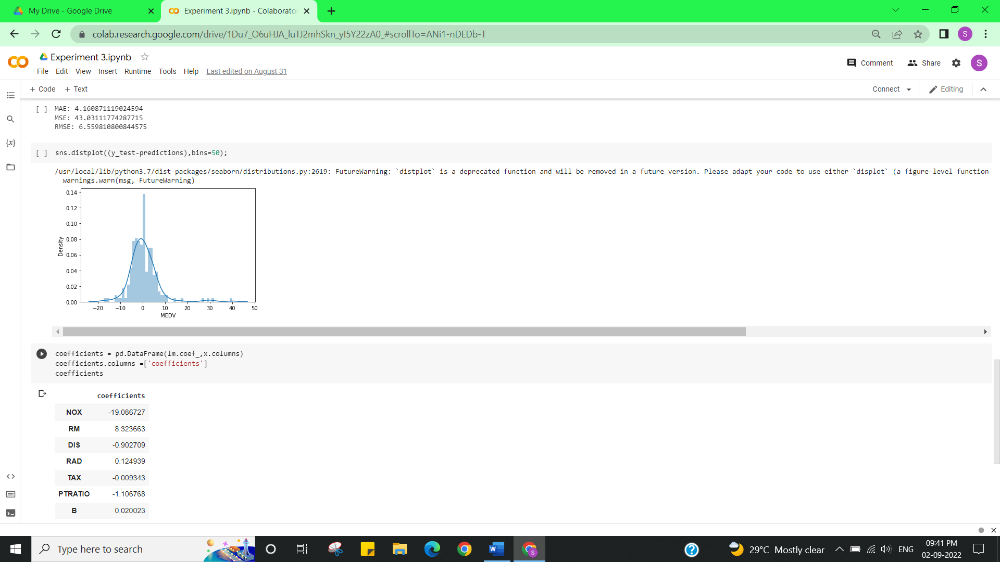 My Drive - Google Drive
Experiment 3.ipynb - Colaborator
colab.research.google.com/drive/1Du7_O6uHJA_luTJ2mhSkn_yI5Y22zA0_#scrollTo=ANi1-nDEDb-T
S
Experiment 3.ipynb
File Edit View Insert Runtime Tools Help Last edited on August 31
Comment Share S
+ Code + Text
Connect Editing
[ ] MAE: 4.160871119024594
MSE: 43.03111774287715
RMSE: 6.559810800844575
{x}
[ ] sns.distplot((y_test-predictions),bins=50);
/usr/local/lib/python3.7/dist-packages/seaborn/distributions.py:2619: FutureWarning: `distplot` is a deprecated function and will be removed in a future version. Please adapt your code to use either `displot` (a figure-level function
warnings.warn(msg, FutureWarning)
0.14
0.12
0.10
0.08
0.06
0.04
0.02
0.00
Density
−20 −10 0 10 20 30 40 50
MEDV
coefficients = pd.DataFrame(lm.coef_,x.columns)
coefficients.columns =['coefficients']
coefficients
coefficients
NOX -19.086727
RM 8.323663
DIS -0.902709
RAD 0.124939
TAX -0.009343
PTRATIO -1.106768
B 0.020023
Type here to search
W
S
?
29°C Mostly clear
ENG
09:41 PM
02-09-2022